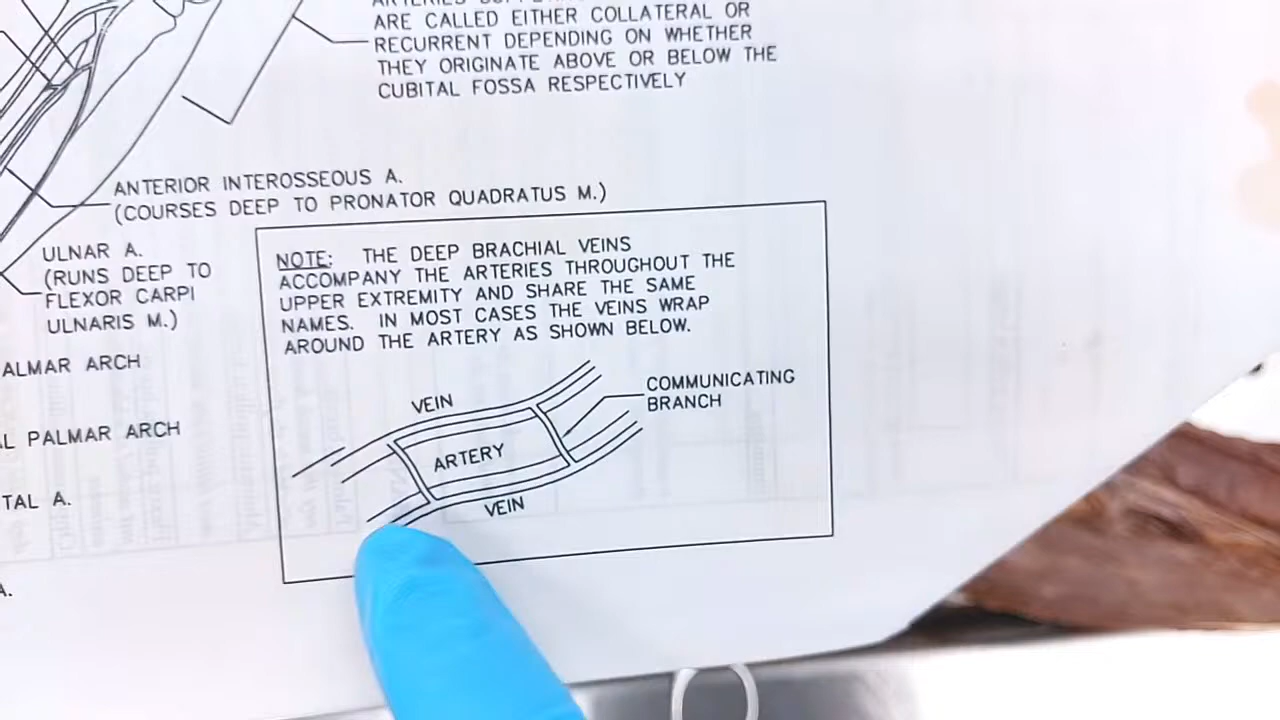 ARE CALLED EITHER COLLATERAL OR
RECURRENT DEPENDING ON WHETHER
THEY ORIGINATE ABOVE OR BELOW THE
CUBITAL FOSSA RESPECTIVELY
ANTERIOR INTEROSSEOUS A.
(COURSES DEEP TO PRONATOR QUADRATUS M.)
ULNAR A.
(RUNS DEEP TO
FLEXOR CARPI
ULNARIS M.)
ALMAR ARCH
L PALMAR ARCH
TAL A.
A.
NOTE: THE DEEP BRACHIAL VEINS
ACCOMPANY THE ARTERIES THROUGHOUT THE
UPPER EXTREMITY AND SHARE THE SAME
NAMES. IN MOST CASES THE VEINS WRAP
AROUND THE ARTERY AS SHOWN BELOW.
VEIN
COMMUNICATING
BRANCH
ARTERY
VEIN